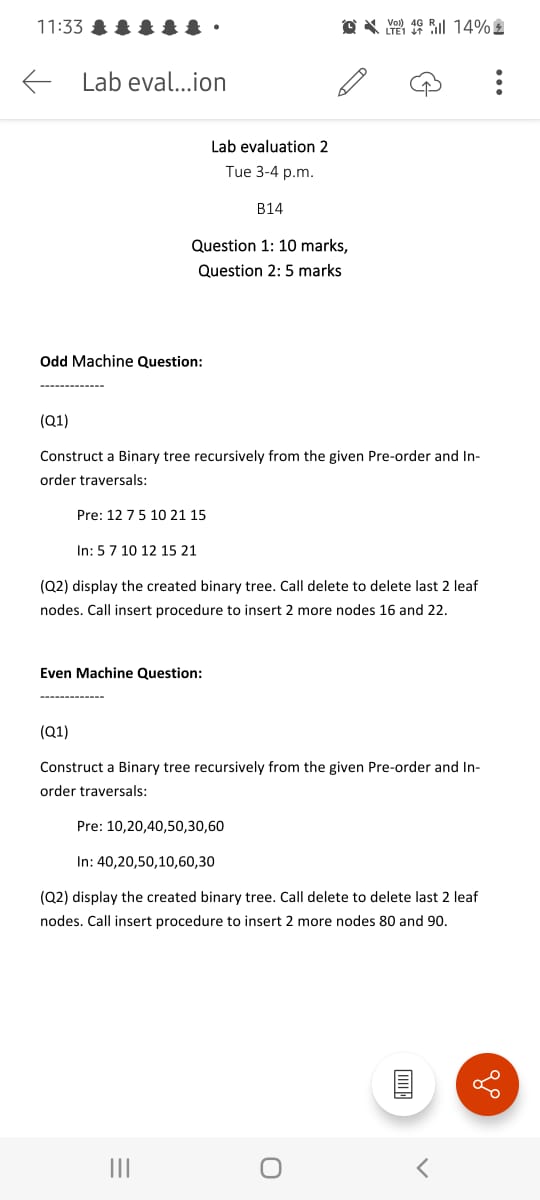 11:33
Vo)) 4G R 14%
LTE1
Lab eval...ion
Lab evaluation 2
Tue 3-4 p.m.
B14
Question 1: 10 marks,
Question 2: 5 marks
Odd Machine Question:
-------------
(Q1)
Construct a Binary tree recursively from the given Pre-order and In-
order traversals:
Pre: 12 7 5 10 21 15
In: 5 7 10 12 15 21
(Q2) display the created binary tree. Call delete to delete last 2 leaf
nodes. Call insert procedure to insert 2 more nodes 16 and 22.
Even Machine Question:
-------------
(Q1)
Construct a Binary tree recursively from the given Pre-order and In-
order traversals:
Pre: 10,20,40,50,30,60
In: 40,20,50,10,60,30
(Q2) display the created binary tree. Call delete to delete last 2 leaf
nodes. Call insert procedure to insert 2 more nodes 80 and 90.